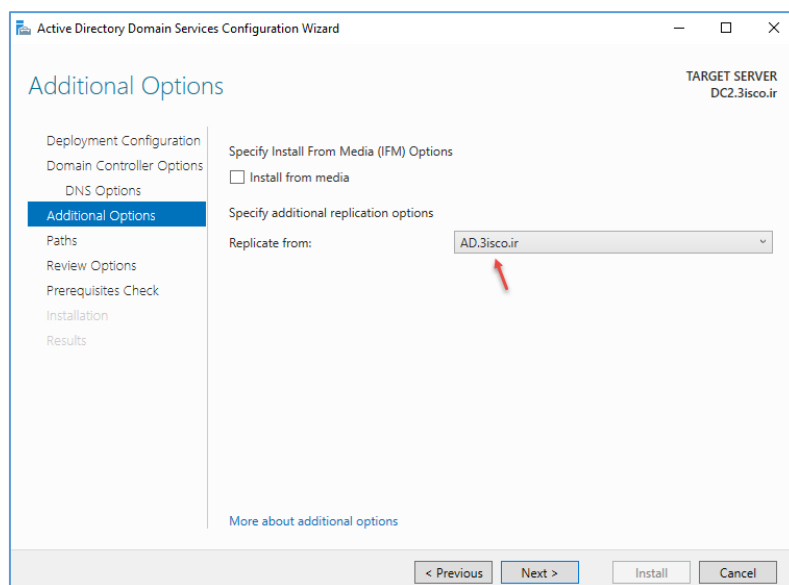 Active Directory Domain Services Configuration Wizard
Additional Options
TARGET SERVER
DC2.3isco.ir
Deployment Configuration
Domain Controller Options
DNS Options
Additional Options
Paths
Review Options
Prerequisites Check
Installation
Results
Specify Install From Media (IFM) Options
Install from media
Specify additional replication options
Replicate from:
AD.3isco.ir
More about additional options
< Previous
Next >
Install
Cancel